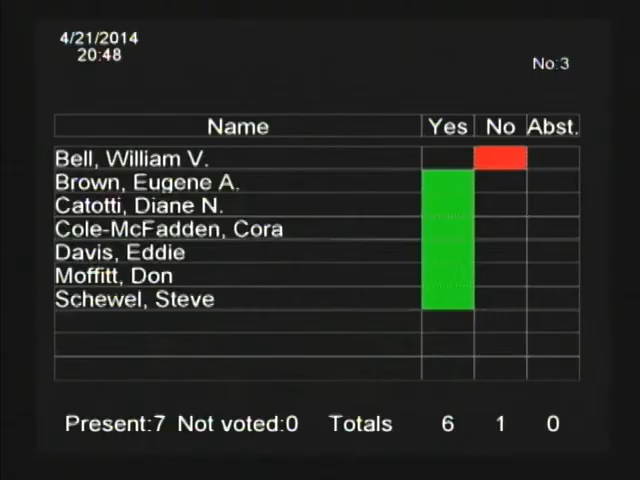 4/21/2014
20:48
No:3
Name Yes No Abst.
Bell, William V.
Brown, Eugene A.
Catotti, Diane N.
Cole-McFadden, Cora
Davis, Eddie
Moffitt, Don
Schewel, Steve
Present:7 Not voted:0 Totals 6 1 0